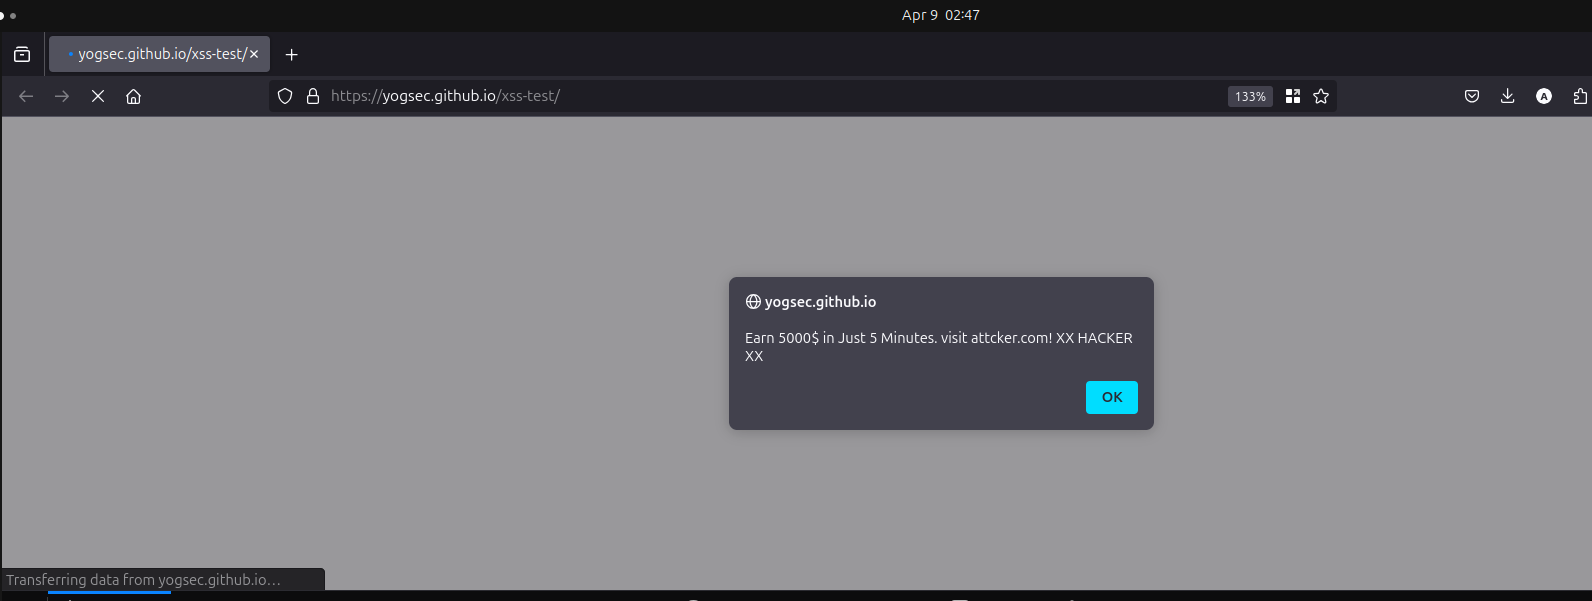 Apr 9 02:47
yogsec.github.io/xss-test/
https://yogsec.github.io/xss-test/
133%
A
yogsec.github.io
Earn 5000$ in Just 5 Minutes. visit attcker.com! XX HACKER
XX
OK
Transferring data from yogsec.github.io…